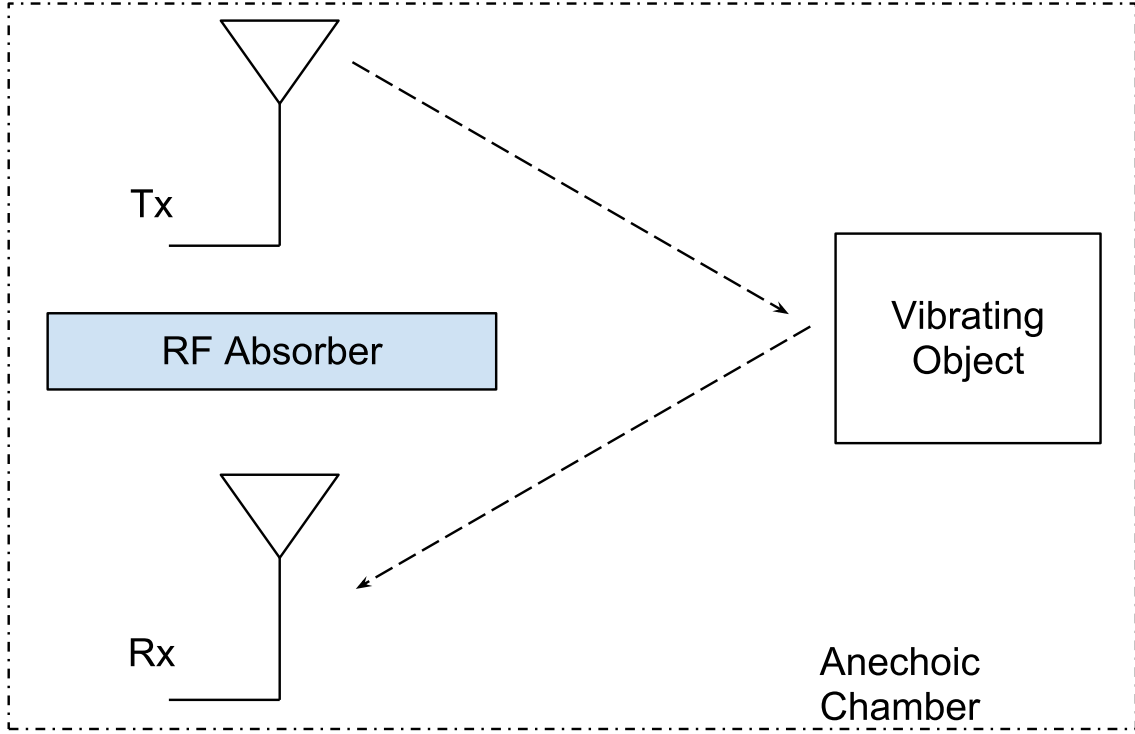 Tx
RF Absorber
Vibrating
Object
Rx
Anechoic
Chamber